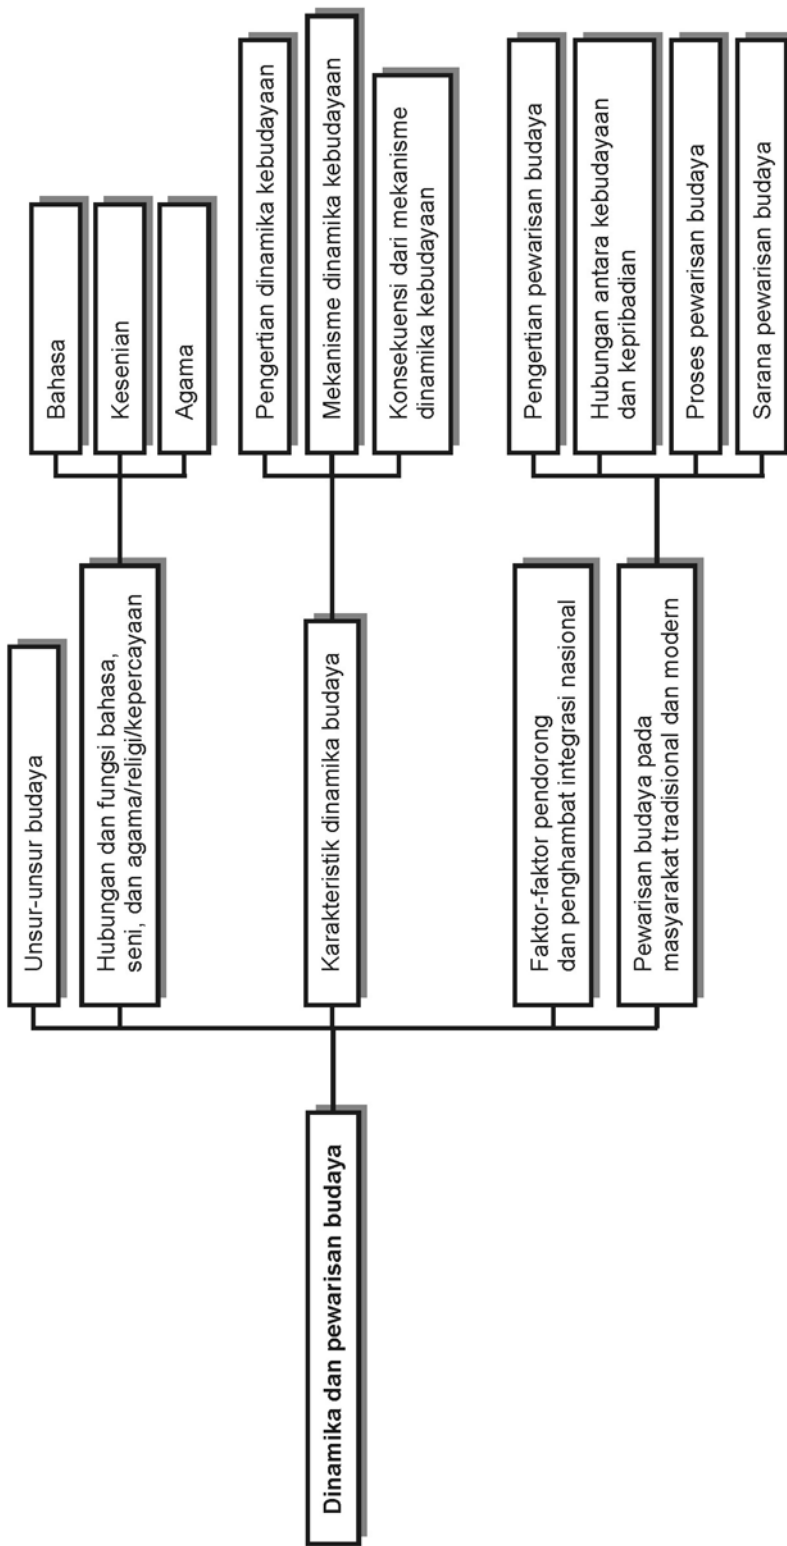 Dinamika dan pewarisan budaya
Unsur-unsur budaya
Hubungan dan fungsi bahasa,
seni, dan agama/religi/kepercayaan
Bahasa
Kesenian
Agama
Karakteristik dinamika budaya
Pengertian dinamika kebudayaan
Mekanisme dinamika kebudayaan
Konsekuensi dari mekanisme
dinamika kebudayaan
Faktor-faktor pendorong
dan penghambat integrasi nasional
Pewarisan budaya pada
masyarakat tradisional dan modern
Pengertian pewarisan budaya
Hubungan antara kebudayaan
dan kepribadian
Proses pewarisan budaya
Sarana pewarisan budaya